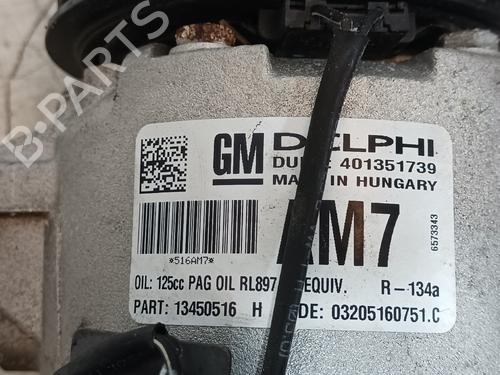 B-PARTS
GM DELPHI
401351739
MADE IN HUNGARY
AM7
6573343
*516AM7*
OIL: 125cc PAG OIL RL897 EQUIV. R-134a
PART: 13450516 H DE: 03205160751.C